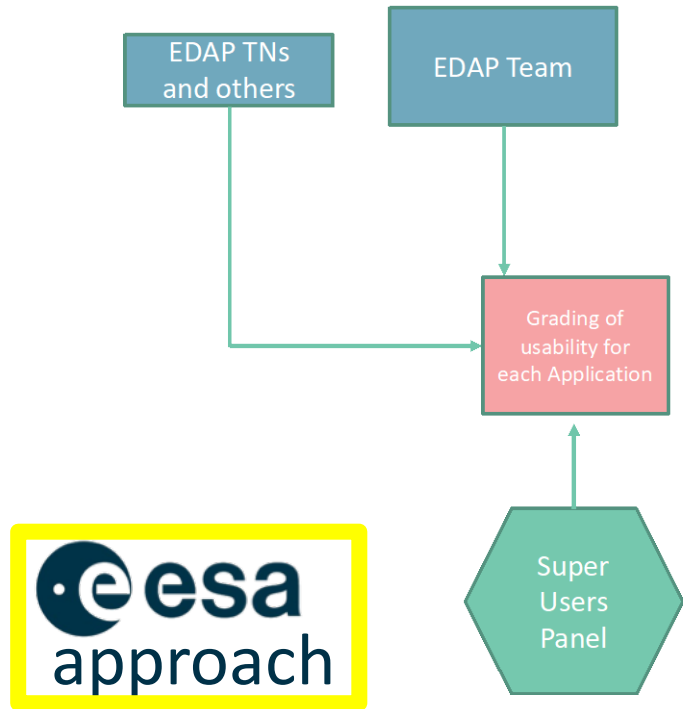 EDAP TNs
and others
EDAP Team
Grading of
usability for
each Application
Super
Users
Panel
esa
approach